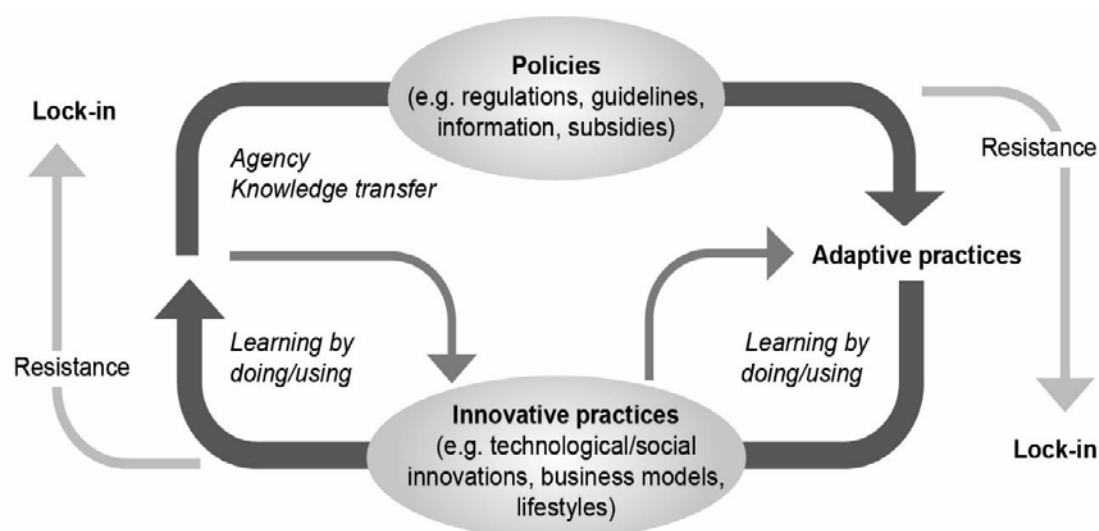 Policies
(e.g. regulations, guidelines,
information, subsidies)
Lock-in
Resistance
Agency
Knowledge transfer
Adaptive practices
Learning by
doing/using
Learning by
doing/using
Resistance
Innovative practices
(e.g. technological/social
innovations, business models,
lifestyles)
Lock-in